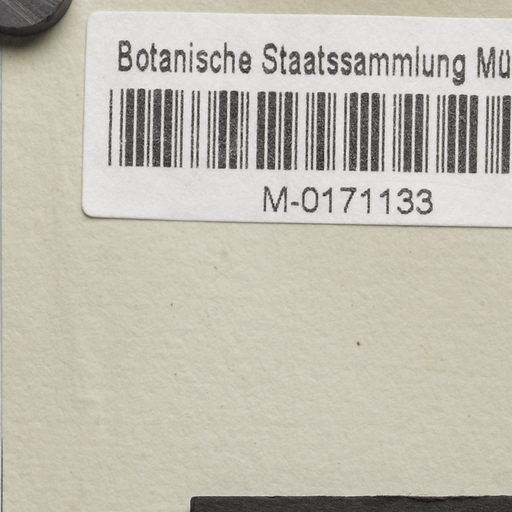 Botanische Staatssammlung Mü
M-0171133